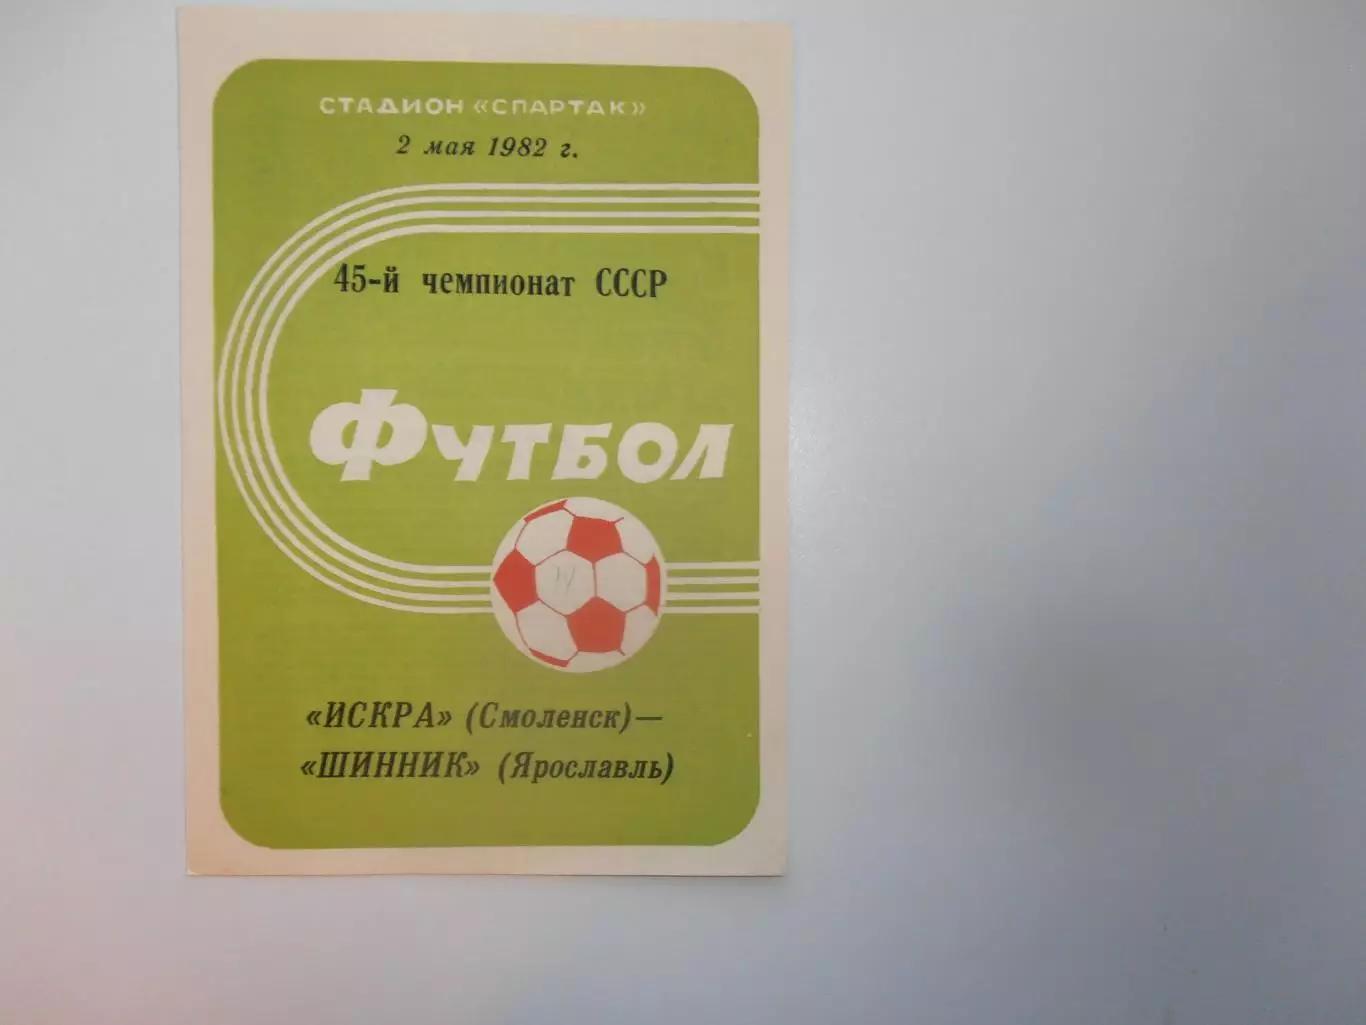 СТАДИОН «СПАРТАК»
2 мая 1982 г.
45-й чемпионат СССР
ФУТБОЛ
«ИСКРА» (Смоленск)—
«ШИННИК» (Ярославль)